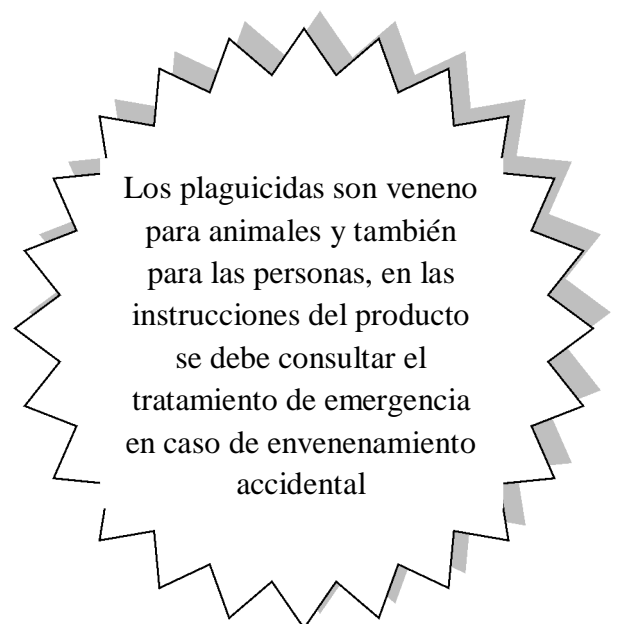 Los plaguicidas son veneno
para animales y también
para las personas, en las
instrucciones del producto
se debe consultar el
tratamiento de emergencia
en caso de envenenamiento
accidental